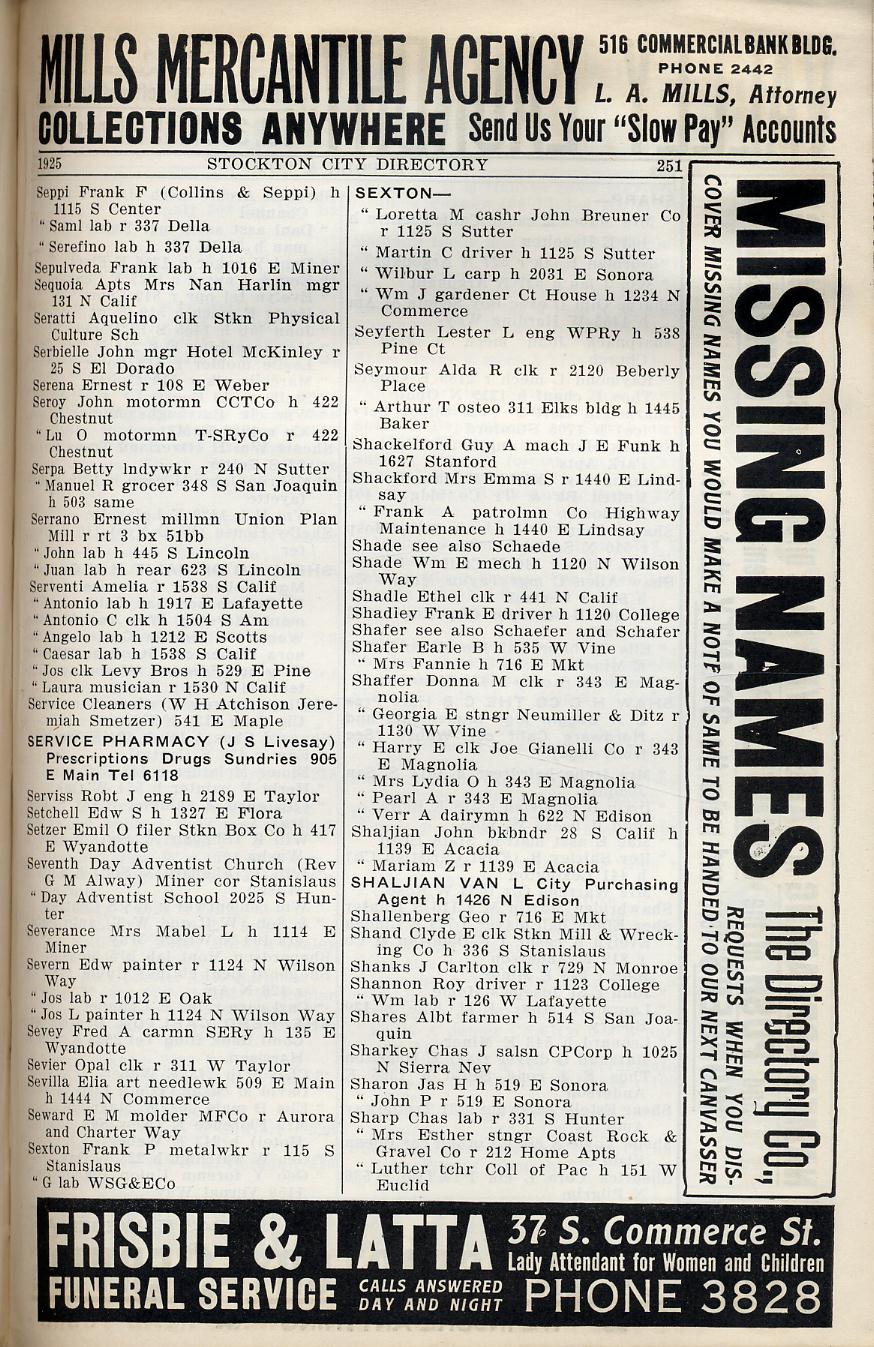 MILLS MERCANTILE AGENCY
516 COMMERCIAL BANK BLDG.
PHONE 2442
L. A. MILLS, Attorney
COLLECTIONS ANYWHERE Send Us Your "Slow Pay" Accounts
1925 STOCKTON CITY DIRECTORY 251
Seppi Frank F (Collins & Seppi) h
1115 S Center
" Saml lab r 337 Della
" Serefino lab h 337 Della
Sepulveda Frank lab h 1016 E Miner
Sequoia Apts Mrs Nan Harlin mgr
131 N Calif
Seratti Aquelino clk Stkn Physical
Culture Sch
Serbielle John mgr Hotel McKinley r
25 S El Dorado
Serena Ernest r 108 E Weber
Seroy John motormn CCTCo h 422
Chestnut
" Lu O motormn T-SRyCo r 422
Chestnut
Serpa Betty lndywkr r 240 N Sutter
" Manuel R grocer 348 S San Joaquin
h 503 same
Serrano Ernest millmn Union Plan
Mill r rt 3 bx 51bb
" John lab h 445 S Lincoln
" Juan lab h rear 623 S Lincoln
Serventi Amelia r 1538 S Calif
" Antonio lab h 1917 E Lafayette
" Antonio C clk h 1504 S Am
" Angelo lab h 1212 E Scotts
" Caesar lab h 1538 S Calif
" Jos clk Levy Bros h 529 E Pine
" Laura musician r 1530 N Calif
Service Cleaners (W H Atchison Jere-
miah Smetzer) 541 E Maple
SERVICE PHARMACY (J S Livesay)
Prescriptions Drugs Sundries 905
E Main Tel 6118
Serviss Robt J eng h 2189 E Taylor
Setchell Edw S h 1327 E Flora
Setzer Emil O filer Stkn Box Co h 417
E Wyandotte
Seventh Day Adventist Church (Rev
G M Alway) Miner cor Stanislaus
" Day Adventist School 2025 S Hun-
ter
Severance Mrs Mabel L h 1114 E
Miner
Severn Edw painter r 1124 N Wilson
Way
" Jos lab r 1012 E Oak
" Jos L painter h 1124 N Wilson Way
Sevey Fred A carmn SERy h 135 E
Wyandotte
Sevier Opal clk r 311 W Taylor
Sevilla Elia art needlewk 509 E Main
h 1444 N Commerce
Seward E M molder MFCo r Aurora
and Charter Way
Sexton Frank P metalwkr r 115 S
Stanislaus
" G lab WSG&ECo
SEXTON—
" Loretta M cashr John Breuner Co
r 1125 S Sutter
" Martin C driver h 1125 S Sutter
" Wilbur L carp h 2031 E Sonora
" Wm J gardener Ct House h 1234 N
Commerce
Seyferth Lester L eng WPRy h 538
Pine Ct
Seymour Alda R clk r 2120 Beberly
Place
" Arthur T osteo 311 Elks bldg h 1445
Baker
Shackelford Guy A mach J E Funk h
1627 Stanford
Shackford Mrs Emma S r 1440 E Lind-
say
" Frank A patrolmn Co Highway
Maintenance h 1440 E Lindsay
Shade see also Schaede
Shade Wm E mech h 1120 N Wilson
Way
Shadle Ethel clk r 441 N Calif
Shadley Frank E driver h 1120 College
Shafer see also Schaefer and Schafer
Shafer Earle B h 535 W Vine
" Mrs Fannie h 716 E Mkt
Shaffer Donna M clk r 343 E Mag-
nolia
" Georgia E stngr Neumiller & Ditz r
1130 W Vine
" Harry E clk Joe Gianelli Co r 343
E Magnolia
" Mrs Lydia O h 343 E Magnolia
" Pearl A r 343 E Magnolia
" Verr A dairymn h 622 N Edison
Shaljian John bkbndr 28 S Calif h
1139 E Acacia
" Mariam Z r 1139 E Acacia
SHALJIAN VAN L City Purchasing
Agent h 1426 N Edison
Shallenberg Geo r 716 E Mkt
Shand Clyde E clk Stkn Mill & Wreck-
ing Co h 336 S Stanislaus
Shanks J Carlton clk r 729 N Monroe
Shannon Roy driver r 1123 College
" Wm lab r 126 W Lafayette
Shares Albt farmer h 514 S San Joa-
quin
Sharkey Chas J salsn CPCorp h 1025
N Sierra Nev
Sharon Jas H h 519 E Sonora
" John P r 519 E Sonora
Sharp Chas lab r 331 S Hunter
" Mrs Esther stngr Coast Rock &
Gravel Co r 212 Home Apts
" Luther tchr Coll of Pac h 151 W
Euclid
MISSING NAMES The Directory Co.,
REQUESTS WHEN YOU DIS-
COVER MISSING NAMES YOU WOULD MAKE A NOTE OF SAME TO BE HANDED TO OUR NEXT CANVASSER
FRISBIE & LATTA 37 S. Commerce St.
Lady Attendant for Women and Children
FUNERAL SERVICE CALLS ANSWERED
DAY AND NIGHT PHONE 3828